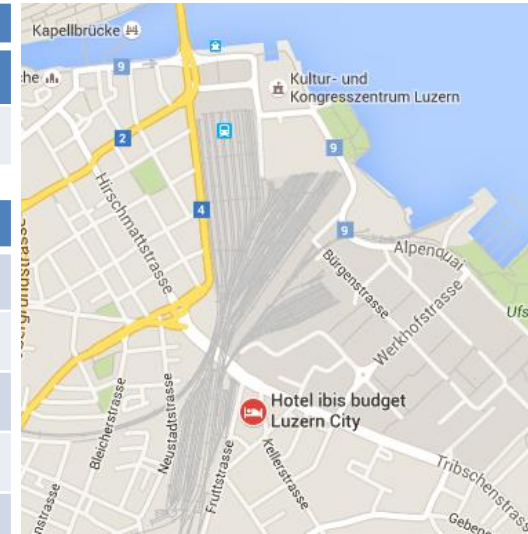 Kapellbrücke
che
9
Kultur- und
Kongresszentrum Luzern
2
9
Hirschmattstrasse
4
9
Alpenquai
Bürgenstrasse
Werkhofstrasse
Ufs
Hotel ibis budget
Luzern City
Bleicherstrasse
Neustadtstrasse
Fruttstrasse
Kellerstrasse
Tribschenstrasse
nstrasse
Gebene